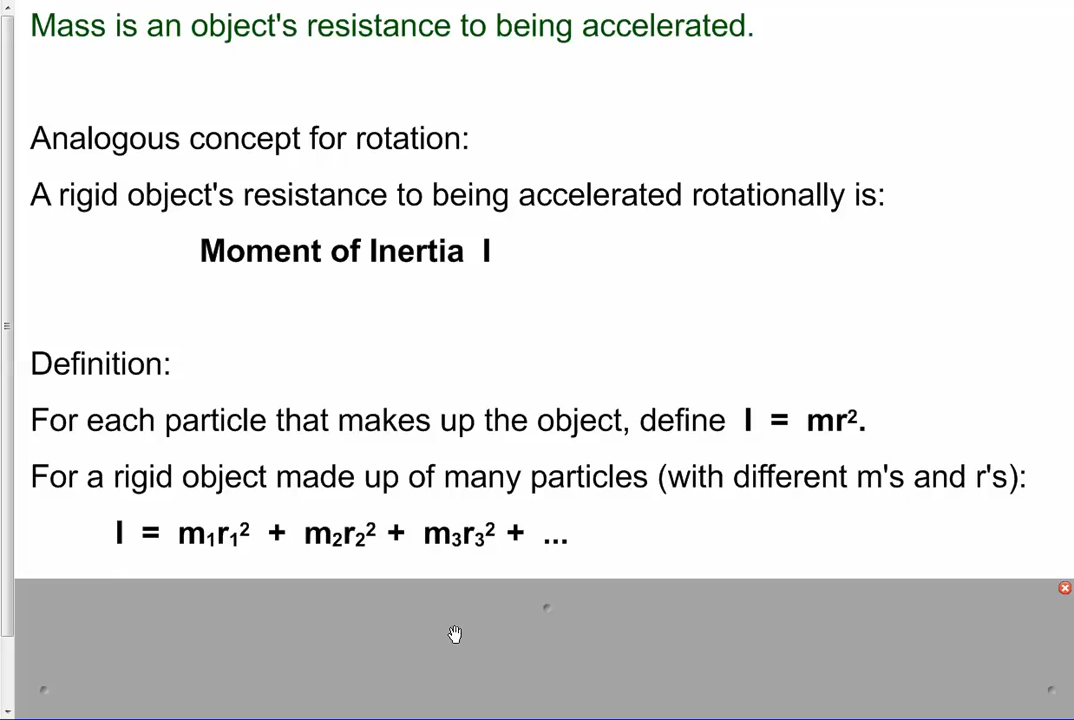 Mass is an object's resistance to being accelerated.
Analogous concept for rotation:
A rigid object's resistance to being accelerated rotationally is:
Moment of Inertia I
Definition:
For each particle that makes up the object, define I = mr².
For a rigid object made up of many particles (with different m's and r's):
I = m₁r₁² + m₂r₂² + m₃r₃² + ...